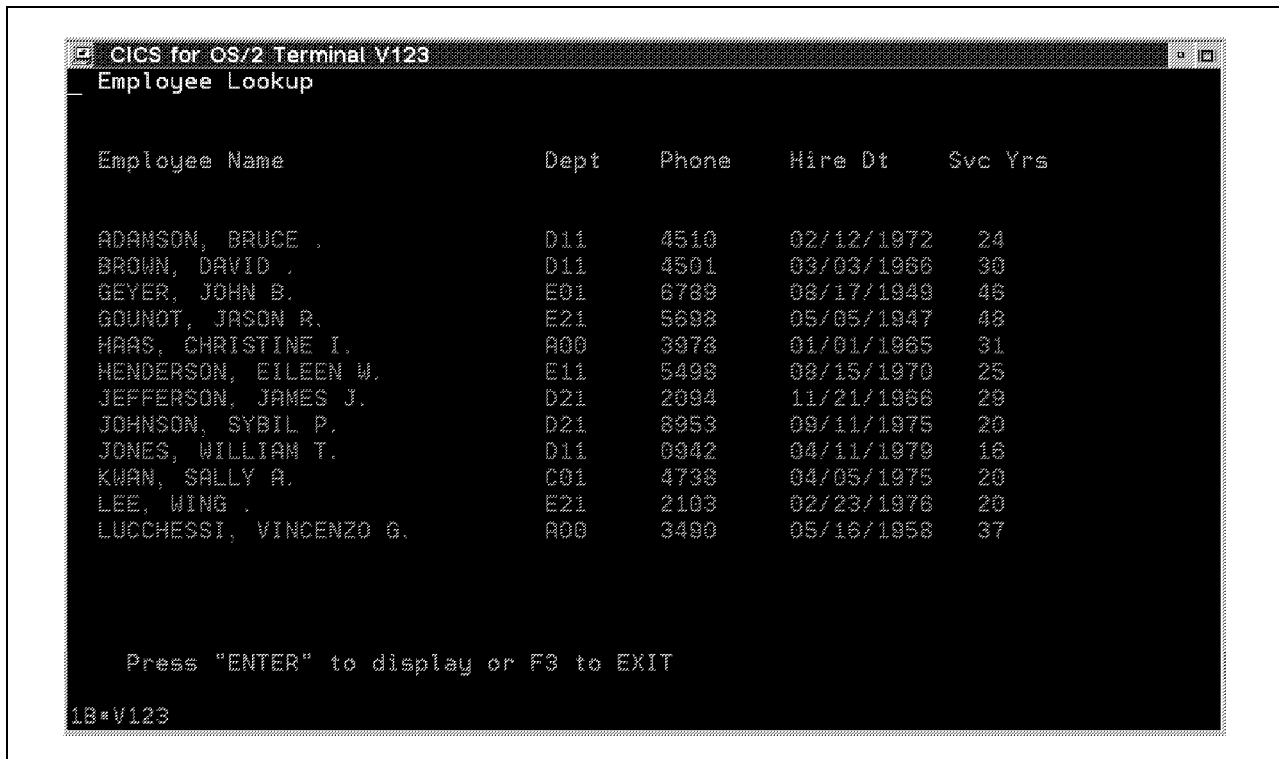 CICS for OS/2 Terminal V123
_ Employee Lookup
Employee Name Dept Phone Hire Dt Svc Yrs
ADAMSON, BRUCE . D11 4510 02/12/1972 24
BROWN, DAVID . D11 4501 03/03/1966 30
GEYER, JOHN B. E01 6789 08/17/1949 46
GOUNOT, JASON R. E21 5698 05/05/1947 48
HAAS, CHRISTINE I. A00 3978 01/01/1965 31
HENDERSON, EILEEN W. E11 5498 08/15/1970 25
JEFFERSON, JAMES J. D21 2094 11/21/1966 29
JOHNSON, SYBIL P. D21 8953 09/11/1975 20
JONES, WILLIAM T. D11 0942 04/11/1979 16
KWAN, SALLY A. C01 4738 04/05/1975 20
LEE, WING . E21 2103 02/23/1976 20
LUCCHESSI, VINCENZO G. A00 3490 05/16/1958 37
Press "ENTER" to display or F3 to EXIT
1B*V123